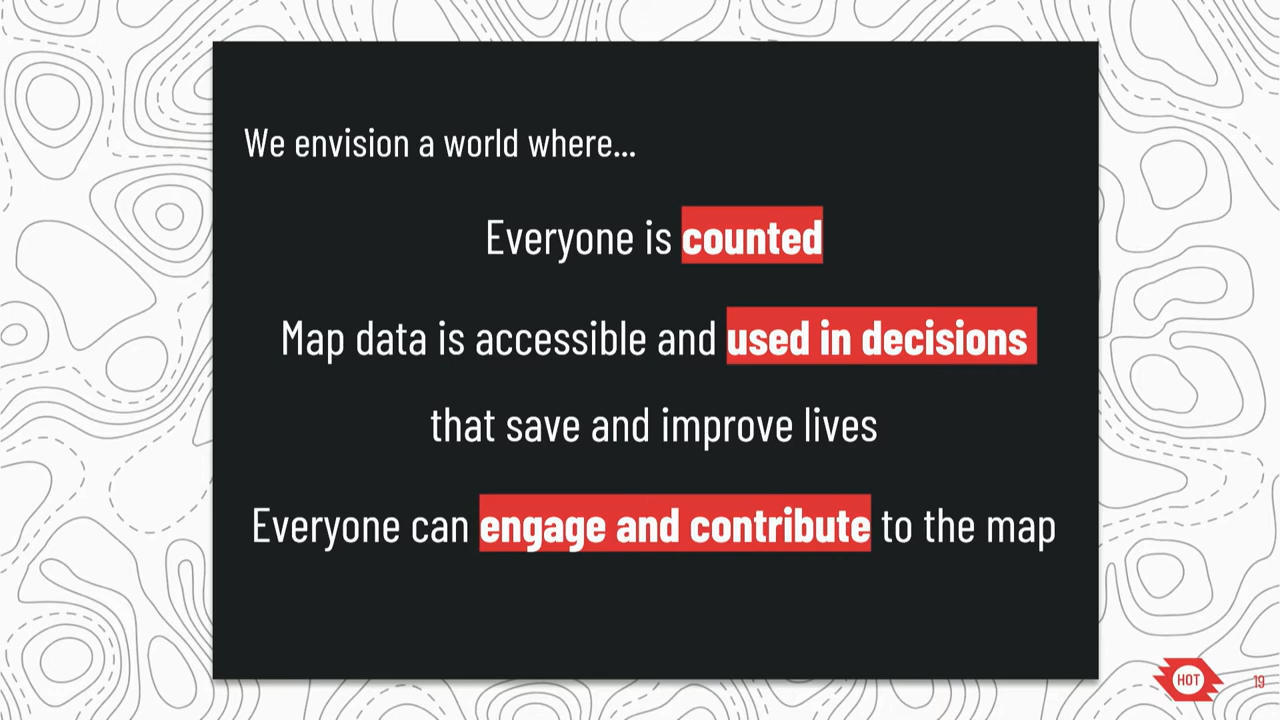 We envision a world where...
Everyone is counted
Map data is accessible and used in decisions
that save and improve lives
Everyone can engage and contribute to the map
HOT
19